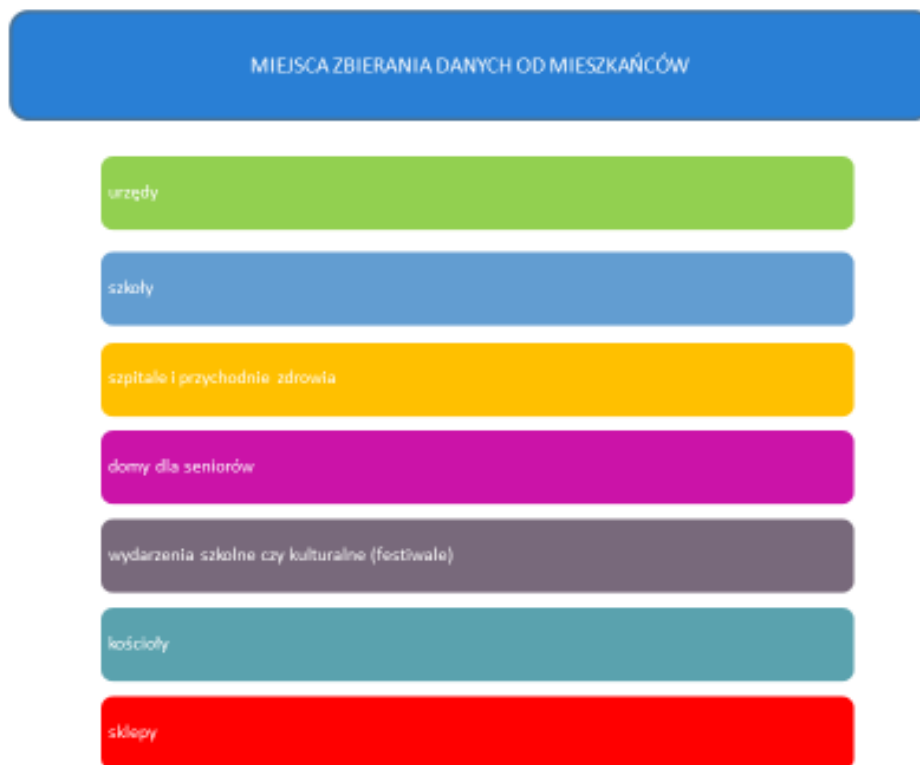 MIEJSCA ZBIERANIA DANYCH OD MIESZKAŃCÓW
urzędy
szkoły
szpitale i przychodnie zdrowia
domy dla seniorów
wydarzenia szkolne czy kulturalne (festiwale)
kościoły
sklepy